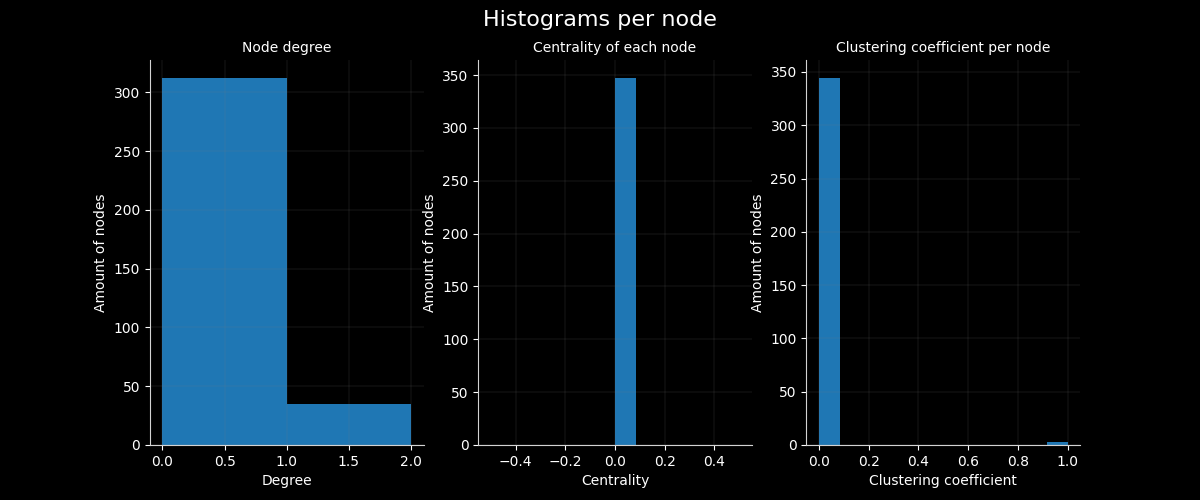 Histograms per node
Node degree
Amount of nodes
300
250
200
150
100
50
0
0.0 0.5 1.0 1.5 2.0
Degree
Centrality of each node
Amount of nodes
350
300
250
200
150
100
50
0
−0.4 −0.2 0.0 0.2 0.4
Centrality
Clustering coefficient per node
Amount of nodes
350
300
250
200
150
100
50
0
0.0 0.2 0.4 0.6 0.8 1.0
Clustering coefficient